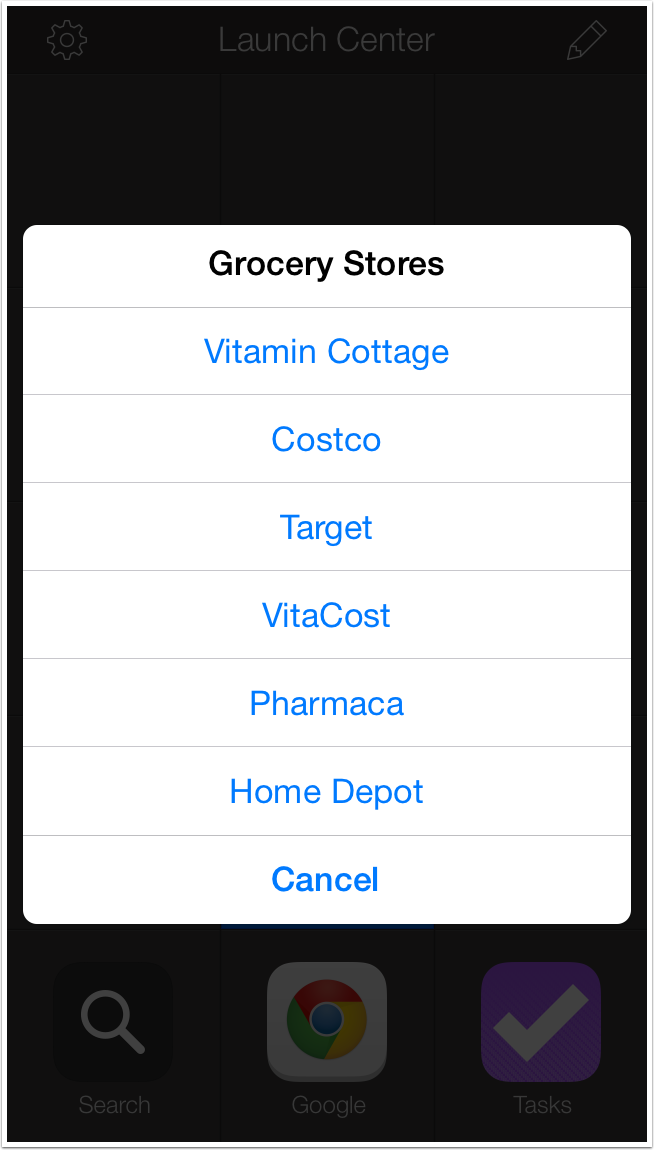 Launch Center
Grocery Stores
Vitamin Cottage
Costco
Target
VitaCost
Pharmaca
Home Depot
Cancel
Search
Google
Tasks